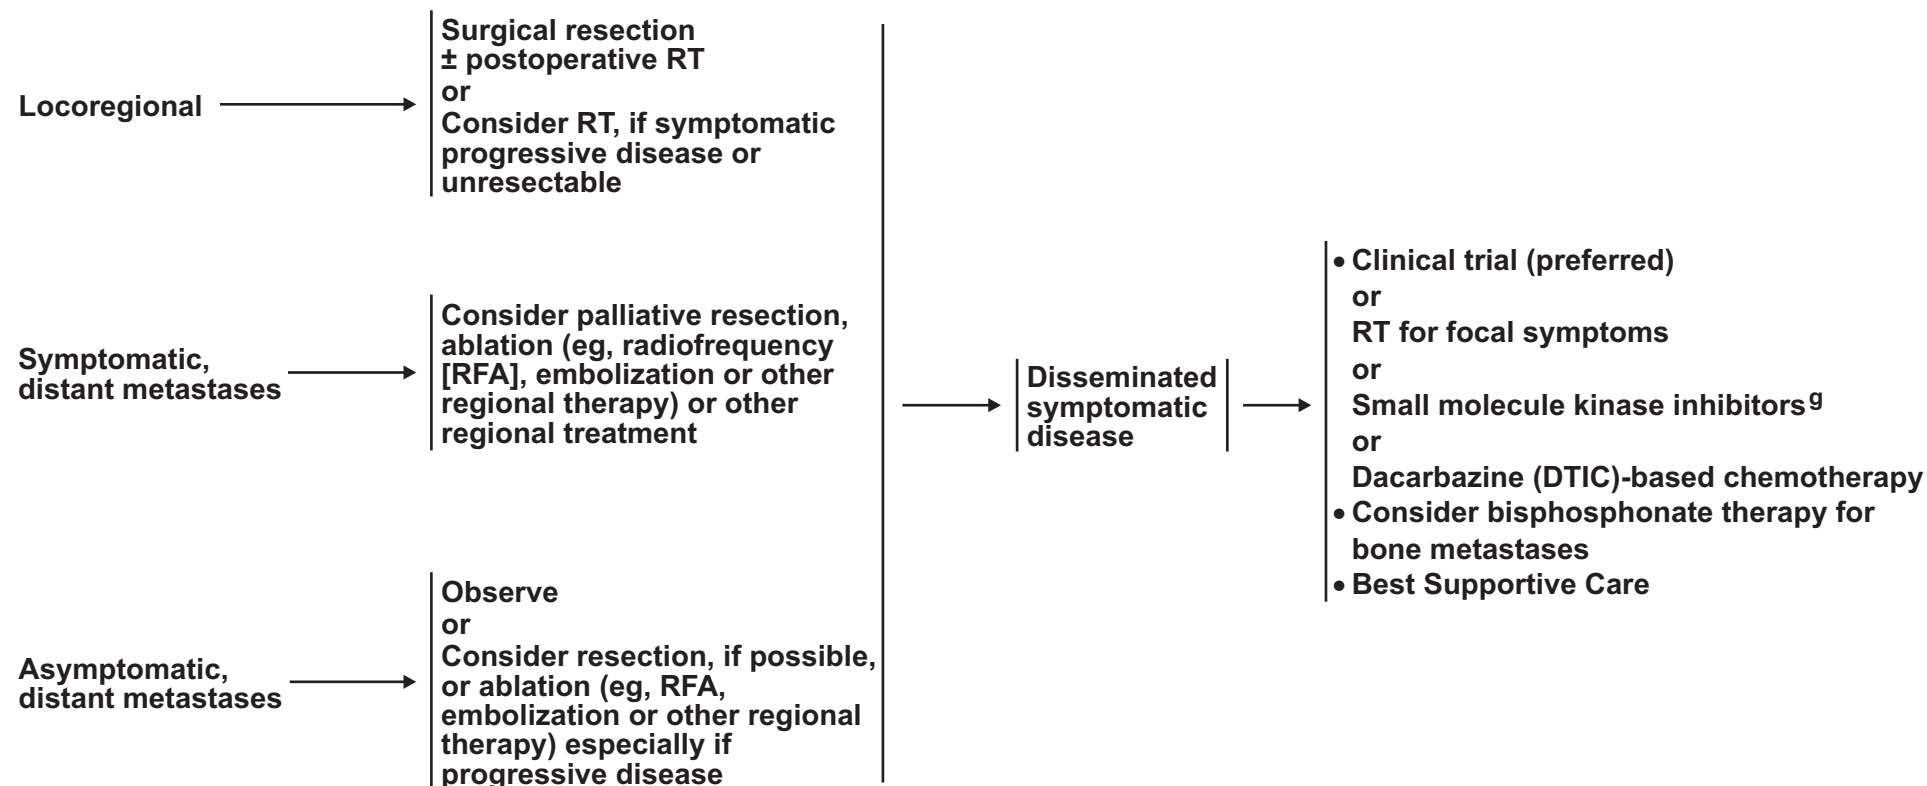 Locoregional
Surgical resection
± postoperative RT
or
Consider RT, if symptomatic
progressive disease or
unresectable
Symptomatic,
distant metastases
Consider palliative resection,
ablation (eg, radiofrequency
[RFA], embolization or other
regional therapy) or other
regional treatment
Asymptomatic,
distant metastases
Observe
or
Consider resection, if possible,
or ablation (eg, RFA,
embolization or other regional
therapy) especially if
progressive disease
Disseminated
symptomatic
disease
• Clinical trial (preferred)
or
RT for focal symptoms
or
Small molecule kinase inhibitors g
or
Dacarbazine (DTIC)-based chemotherapy
• Consider bisphosphonate therapy for
bone metastases
• Best Supportive Care